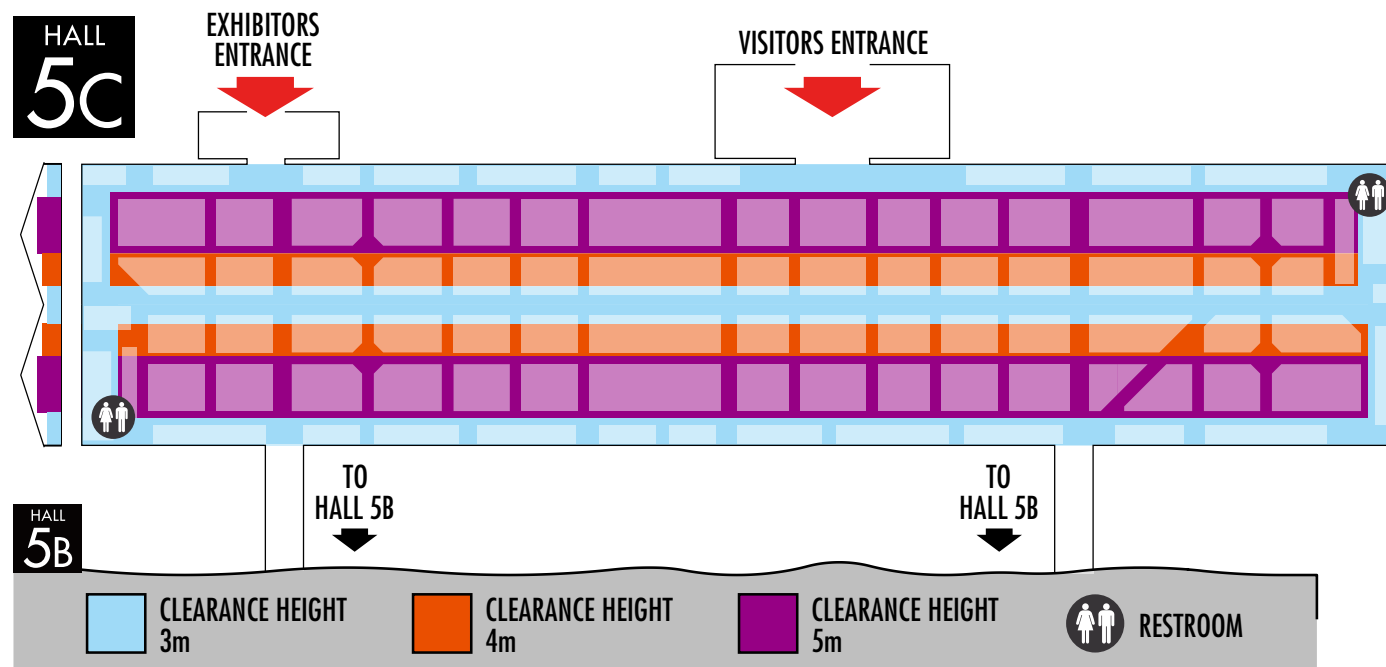 HALL
5C
EXHIBITORS
ENTRANCE
VISITORS ENTRANCE
TO
HALL 5B
TO
HALL 5B
HALL
5B
CLEARANCE HEIGHT
3m
CLEARANCE HEIGHT
4m
CLEARANCE HEIGHT
5m
RESTROOM